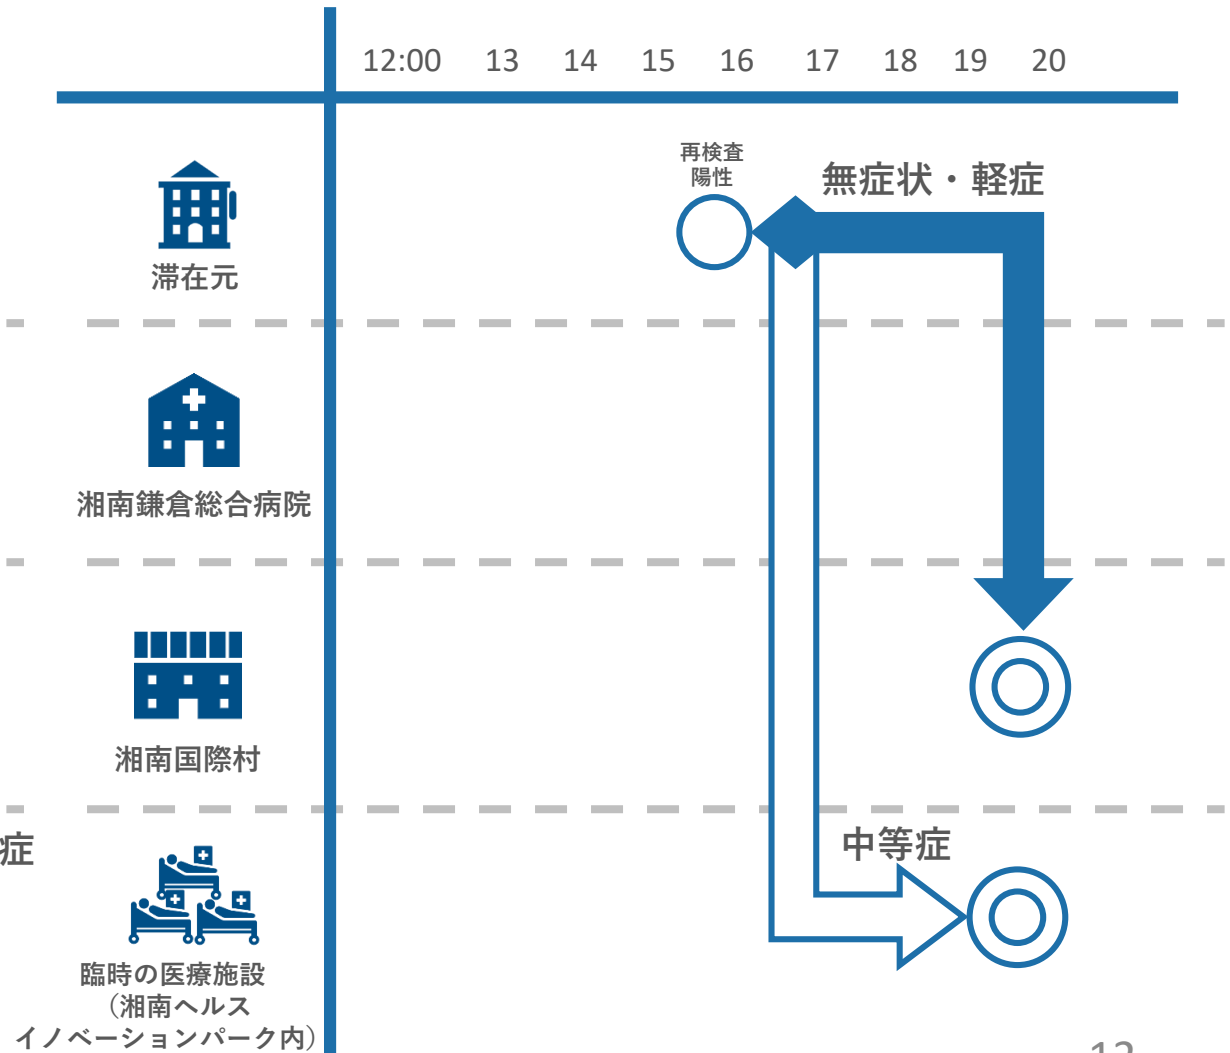 12:00 13 14 15 16 17 18 19 20
再検査
陽性
無症状・軽症
滞在元
湘南鎌倉総合病院
湘南国際村
症
中等症
臨時の医療施設
（湘南ヘルス
イノベーションパーク内）